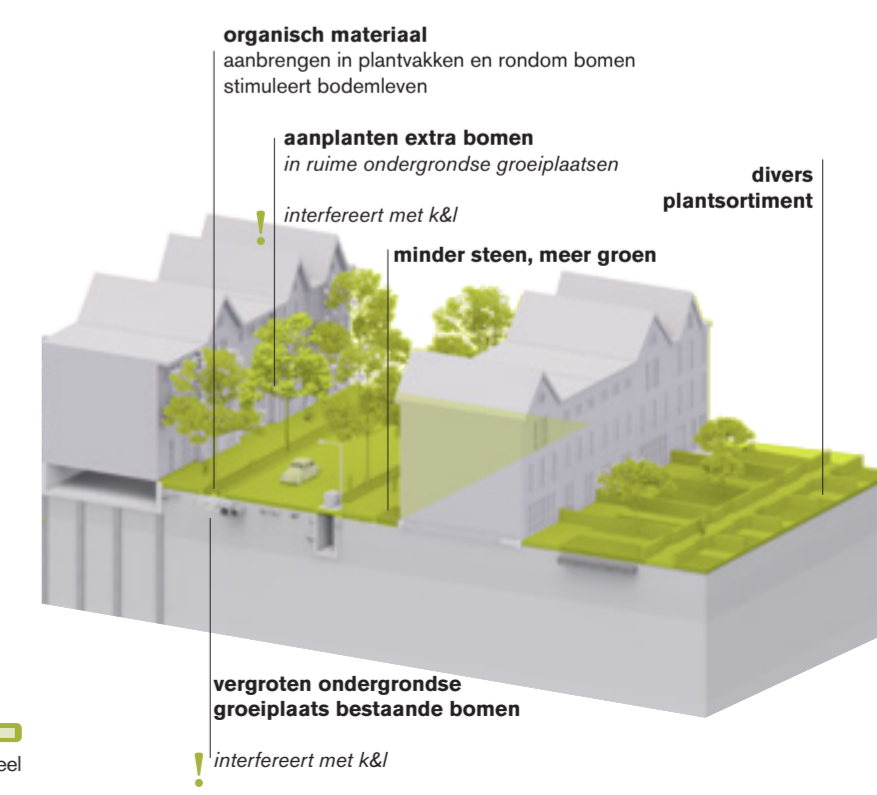 organisch materiaal
aanbrengen in plantvakken en rondom bomen
stimuleert bodemleven
aanplanten extra bomen
in ruime ondergrondse groeiplaatsen
! interfereert met k&l
divers
plantsortiment
minder steen, meer groen
vergroten ondergrondse
groeiplaats bestaande bomen
! interfereert met k&l
eel